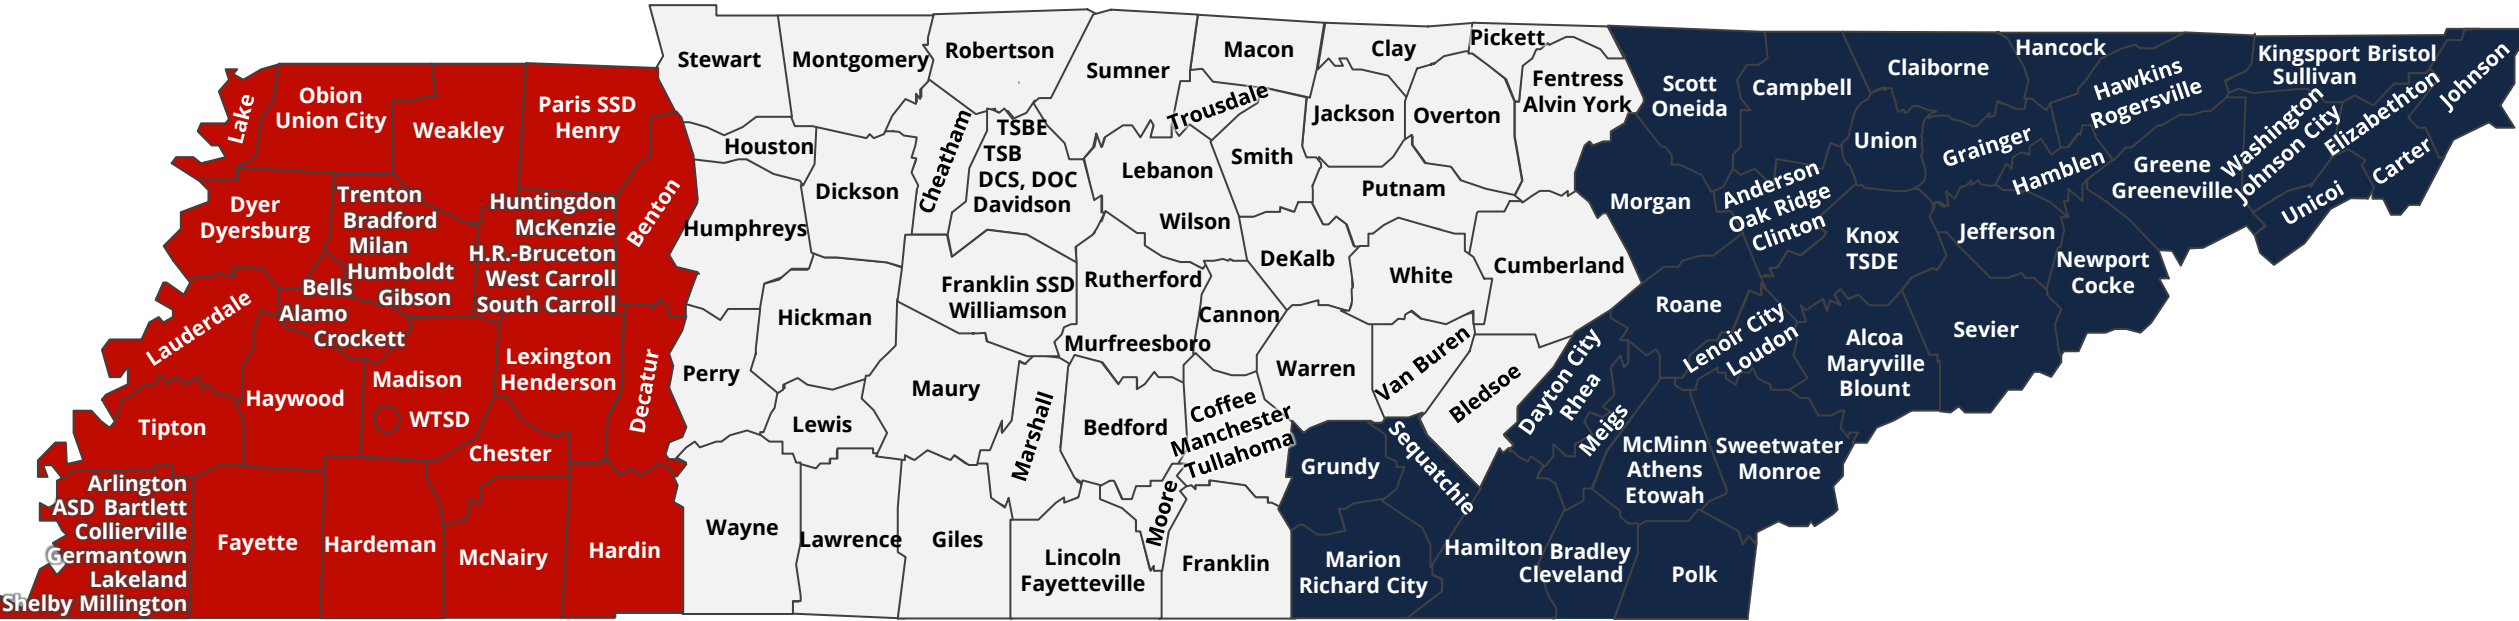 Lake
Obion
Union City
Weakley
Paris SSD
Henry
Dyer
Dyersburg
Trenton
Bradford
Milan
Humboldt
Gibson
Huntingdon
McKenzie
H.R.-Bruceton
West Carroll
South Carroll
Benton
Lauderdale
Bells
Alamo
Crockett
Haywood
Madison
WTSD
Lexington
Henderson
Decatur
Tipton
Chester
Arlington
ASD Bartlett
Collierville
Germantown
Lakeland
Shelby Millington
Fayette
Hardeman
McNairy
Hardin
Stewart
Montgomery
Robertson
Sumner
Macon
Clay
Pickett
Fentress
Alvin York
Houston
Dickson
Cheatham
TSBE
TSB
DCS, DOC
Davidson
Trousdale
Lebanon
Wilson
Smith
Jackson
Overton
Putnam
Humphreys
Hickman
Franklin SSD
Williamson
Rutherford
Murfreesboro
Cannon
DeKalb
White
Cumberland
Perry
Lewis
Maury
Marshall
Bedford
Coffee
Manchester
Tullahoma
Warren
Van Buren
Bledsoe
Wayne
Lawrence
Giles
Lincoln
Fayetteville
Moore
Franklin
Scott
Oneida
Campbell
Claiborne
Hancock
Hawkins
Rogersville
Kingsport Bristol
Sullivan
Johnson
Washington
Johnson City
Elizabethton
Carter
Unicoi
Union
Grainger
Hamblen
Greene
Greeneville
Morgan
Anderson
Oak Ridge
Clinton
Knox
TSDE
Jefferson
Newport
Cocke
Roane
Lenoir City
Loudon
Alcoa
Maryville
Blount
Sevier
Dayton City
Rhea
Meigs
McMinn
Athens
Etowah
Sweetwater
Monroe
Grundy
Sequatchie
Marion
Richard City
Hamilton
Bradley
Cleveland
Polk